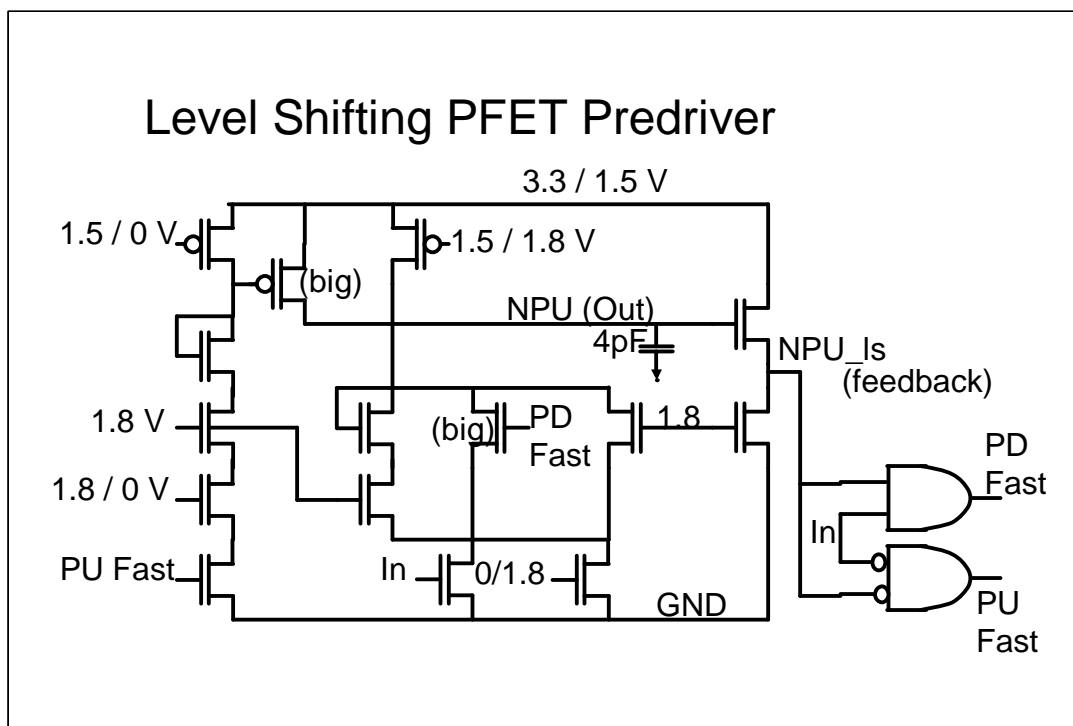 Level Shifting PFET Predriver
3.3 / 1.5 V
1.5 / 0 V
1.5 / 1.8 V
(big)
NPU (Out)
4pF
NPU_ls
(feedback)
1.8 V
(big)
PD
Fast
1.8
1.8 / 0 V
PD
Fast
In
PU Fast
In
0/1.8
GND
PU
Fast